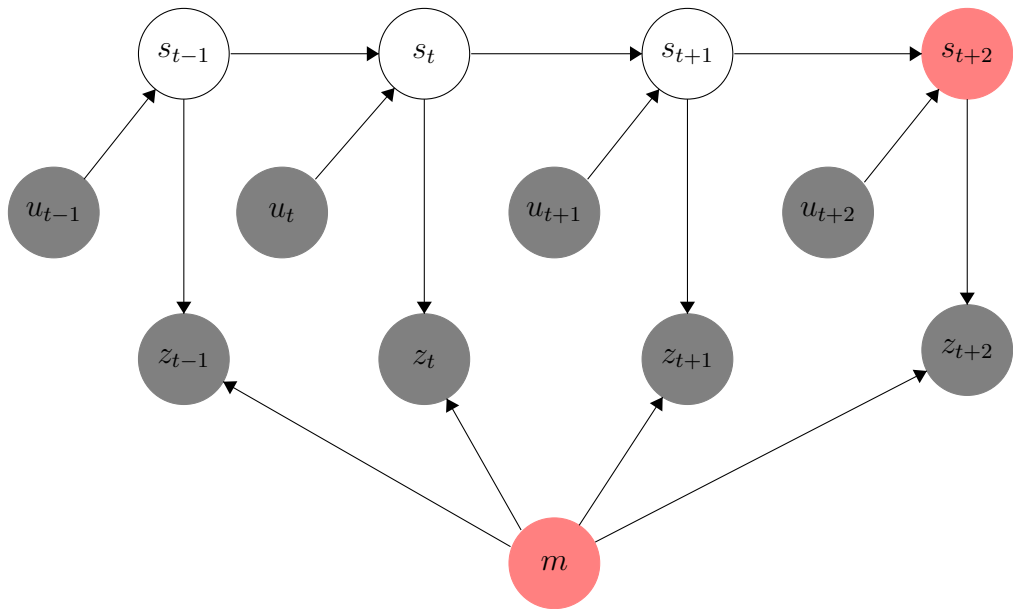 s_{t−1} s_t s_{t+1} s_{t+2}
u_{t−1} u_t u_{t+1} u_{t+2}
z_{t−1} z_t z_{t+1} z_{t+2}
m